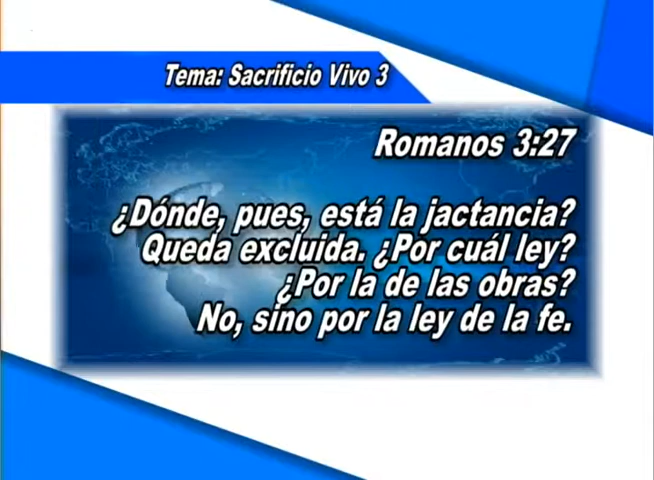 Tema: Sacrificio Vivo 3
Romanos 3:27
¿Dónde, pues, está la jactancia?
Queda excluida. ¿Por cuál ley?
¿Por la de las obras?
No, sino por la ley de la fe.